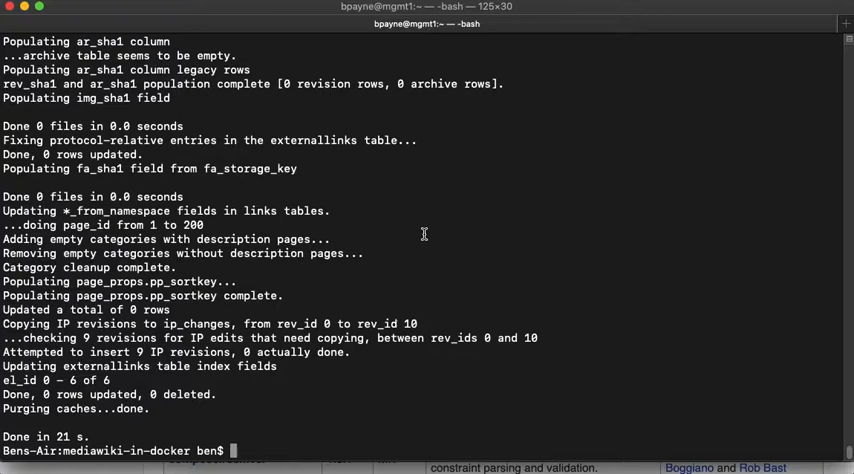 bpayne@mgmt1:~ — -bash — 125×30
bpayne@mgmt1:~ — -bash
Populating ar_sha1 column
...archive table seems to be empty.
Populating ar_sha1 column legacy rows
rev_sha1 and ar_sha1 population complete [0 revision rows, 0 archive rows].
Populating img_sha1 field
Done 0 files in 0.0 seconds
Fixing protocol-relative entries in the externallinks table...
Done, 0 rows updated.
Populating fa_sha1 field from fa_storage_key
Done 0 files in 0.0 seconds
Updating *_from_namespace fields in links tables.
...doing page_id from 1 to 200
Adding empty categories with description pages...
Removing empty categories without description pages...
Category cleanup complete.
Populating page_props.pp_sortkey...
Populating page_props.pp_sortkey complete.
Updated a total of 0 rows
Copying IP revisions to ip_changes, from rev_id 0 to rev_id 10
...checking 9 revisions for IP edits that need copying, between rev_ids 0 and 10
Attempted to insert 9 IP revisions, 0 actually done.
Updating externallinks table index fields
el_id 0 - 6 of 6
Done, 0 rows updated, 0 deleted.
Purging caches...done.
Done in 21 s.
Bens-Air:mediawiki-in-docker ben$
constraint parsing and validation.
Boggiano and Rob Bast